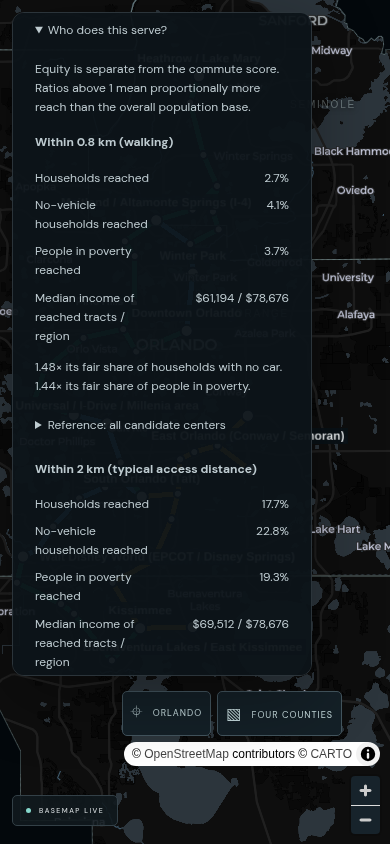 SANFORD
▼ Who does this serve?
Midway
Equity is separate from the commute score.
Ratios above 1 mean proportionally more
reach than the overall population base.
Within 0.8 km (walking)
Black Hammo
Households reached 2.7%
Oviedo
No-vehicle 4.1%
households reached
People in poverty 3.7%
reached
University
Median income of $61,194 / $78,676
reached tracts /
region
Alafaya
ORLANDO
1.48× its fair share of households with no car.
1.44× its fair share of people in poverty.
▶ Reference: all candidate centers
East Orlando (Conway / Semoran)
Within 2 km (typical access distance)
Households reached 17.7%
No-vehicle 22.8%
households reached
Lake Hart
Lake M
People in poverty 19.3%
reached
Median income of $69,512 / $78,676
reached tracts /
region
ORLANDO
FOUR COUNTIES
© OpenStreetMap contributors © CARTO
BASEMAP LIVE
+
−